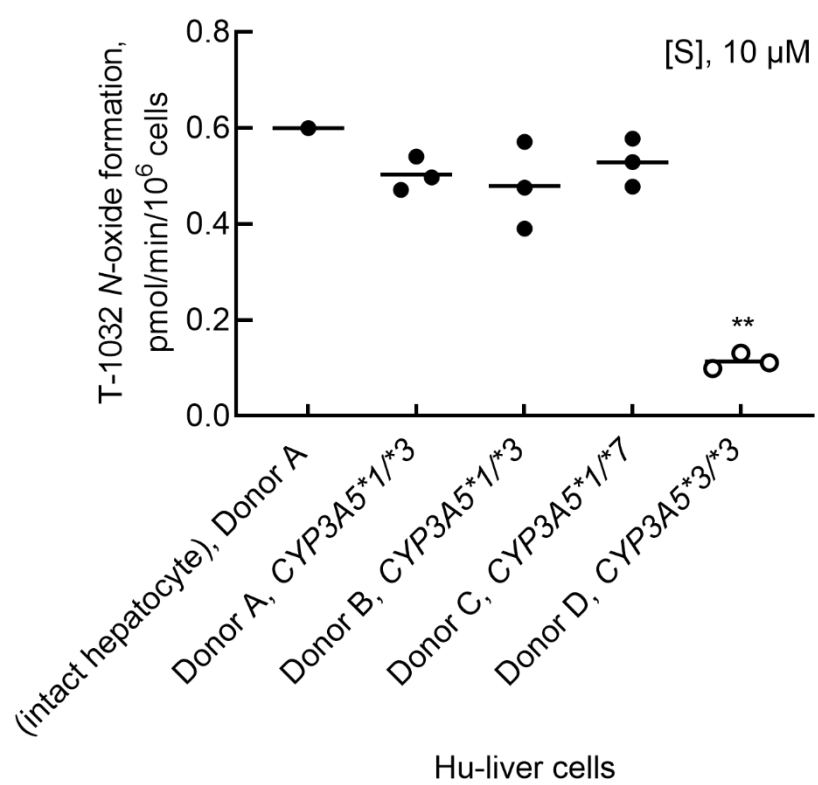 T-1032 N-oxide formation,
pmol/min/10⁶ cells
[S], 10 µM
0.8
0.6
0.4
0.2
0.0
**
(intact hepatocyte), Donor A
Donor A, CYP3A5*1/*3
Donor B, CYP3A5*1/*3
Donor C, CYP3A5*1/*7
Donor D, CYP3A5*3/*3
Hu-liver cells